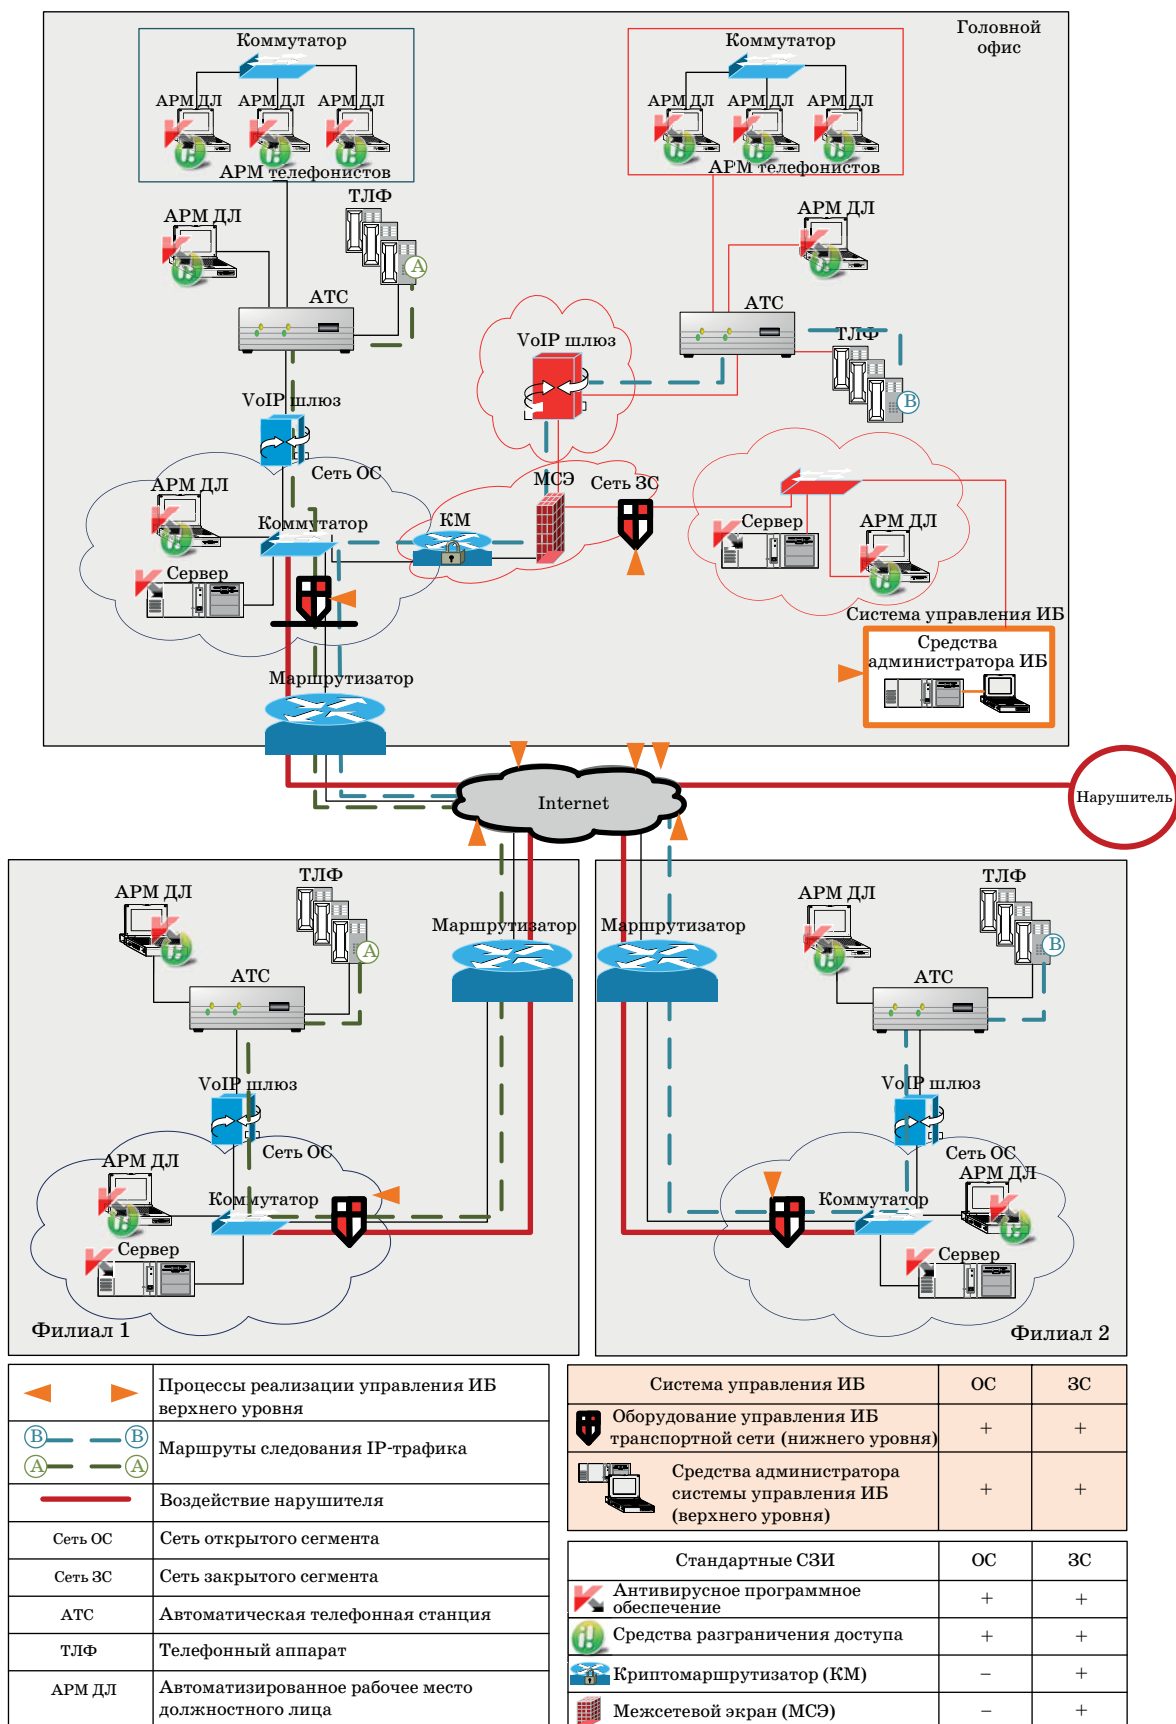 Головной
офис
Коммутатор
АРМ ДЛ АРМ ДЛ АРМ ДЛ
АРМ телефонистов
Коммутатор
АРМ ДЛ АРМ ДЛ АРМ ДЛ
АРМ телефонистов
АРМ ДЛ
ТЛФ
A
АТС
АРМ ДЛ
АТС
VoIP шлюз
ТЛФ
B
VoIP шлюз
Сеть ОС
АРМ ДЛ
Коммутатор
Сервер
КМ
МСЭ
Сеть ЗС
Сервер
АРМ ДЛ
Система управления ИБ
Средства
администратора ИБ
Маршрутизатор
Internet
Нарушитель
АРМ ДЛ
ТЛФ
A
АТС
Маршрутизатор
VoIP шлюз
Сеть ОС
АРМ ДЛ
Коммутатор
Сервер
Филиал 1
Маршрутизатор
АРМ ДЛ
ТЛФ
B
АТС
VoIP шлюз
Сеть ОС
АРМ ДЛ
Коммутатор
Сервер
Филиал 2
Процессы реализации управления ИБ
верхнего уровня
B B
A A
Маршруты следования IP-трафика
Воздействие нарушителя
Сеть ОС Сеть открытого сегмента
Сеть ЗС Сеть закрытого сегмента
АТС Автоматическая телефонная станция
ТЛФ Телефонный аппарат
АРМ ДЛ Автоматизированное рабочее место
должностного лица
Система управления ИБ ОС ЗС
Оборудование управления ИБ
транспортной сети (нижнего уровня) + +
Средства администратора
системы управления ИБ + +
(верхнего уровня)
Стандартные СЗИ ОС ЗС
Антивирусное программное
обеспечение + +
Средства разграничения доступа + +
Криптомаршрутизатор (КМ) – +
Межсетевой экран (МСЭ) – +